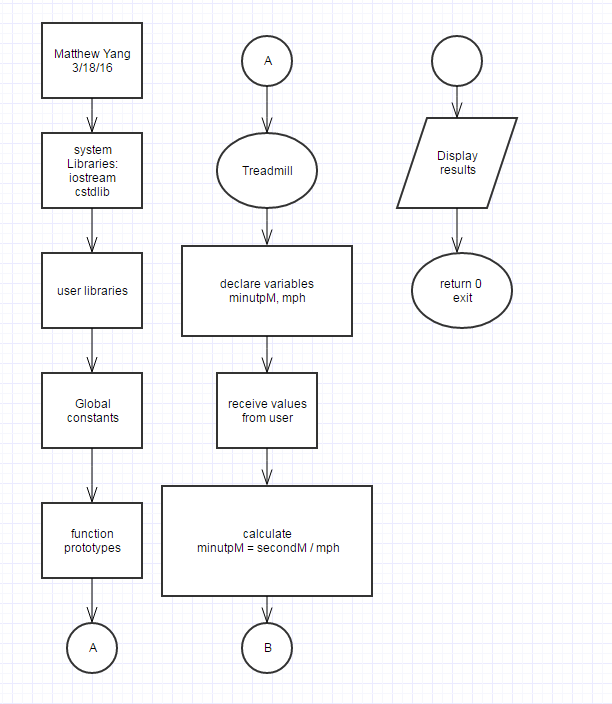 Matthew Yang
3/18/16
system
Libraries:
iostream
cstdlib
user libraries
Global
constants
function
prototypes
A
A
Treadmill
declare variables
minutpM, mph
receive values
from user
calculate
minutpM = secondM / mph
B
Display
results
return 0
exit